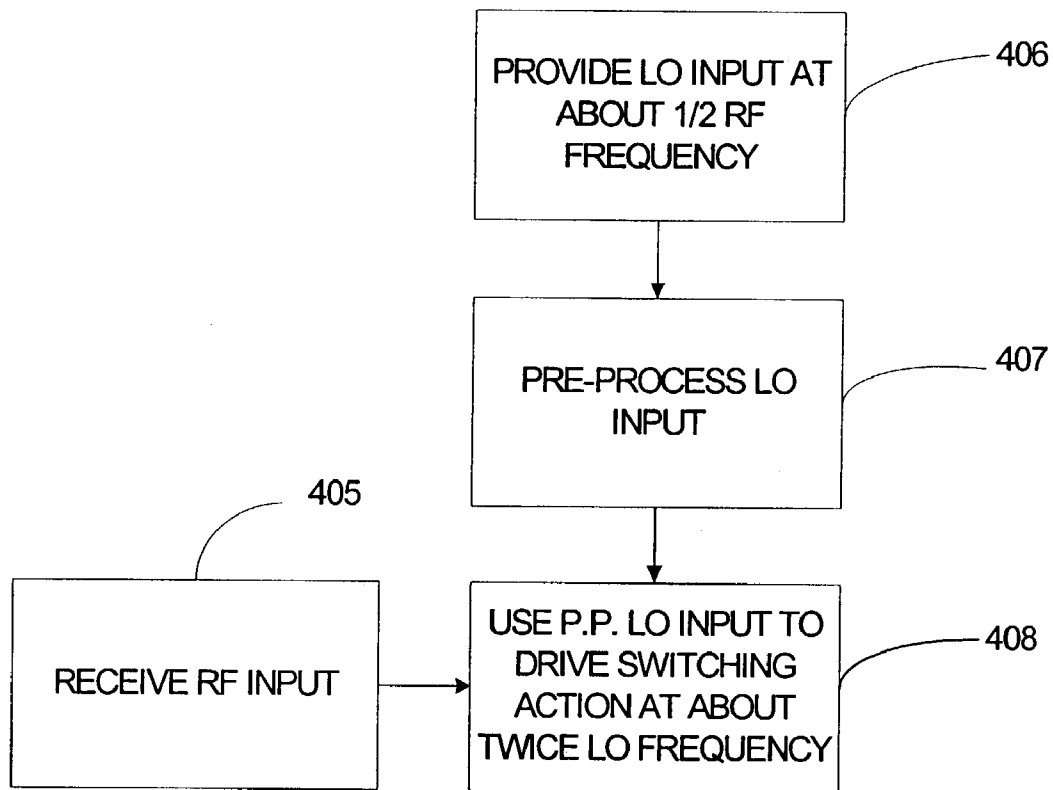 PROVIDE LO INPUT AT
ABOUT 1/2 RF
FREQUENCY
406
PRE-PROCESS LO
INPUT
407
405
RECEIVE RF INPUT
USE P.P. LO INPUT TO
DRIVE SWITCHING
ACTION AT ABOUT
TWICE LO FREQUENCY
408